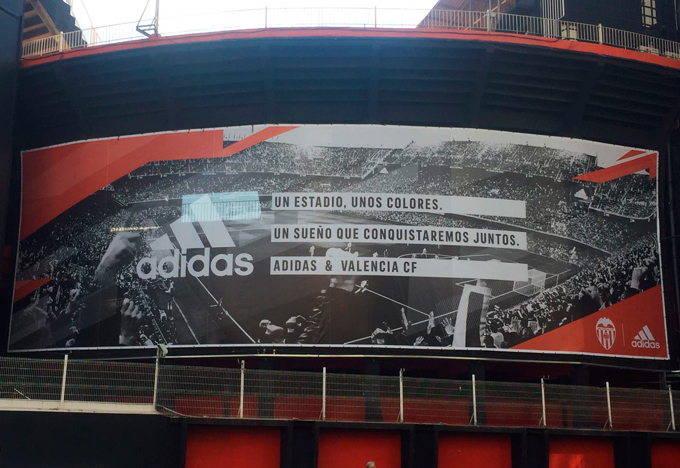 UN ESTADIO, UNOS COLORES.
UN SUEÑO QUE CONQUISTAREMOS JUNTOS.
adidas
ADIDAS & VALENCIA CF
adidas